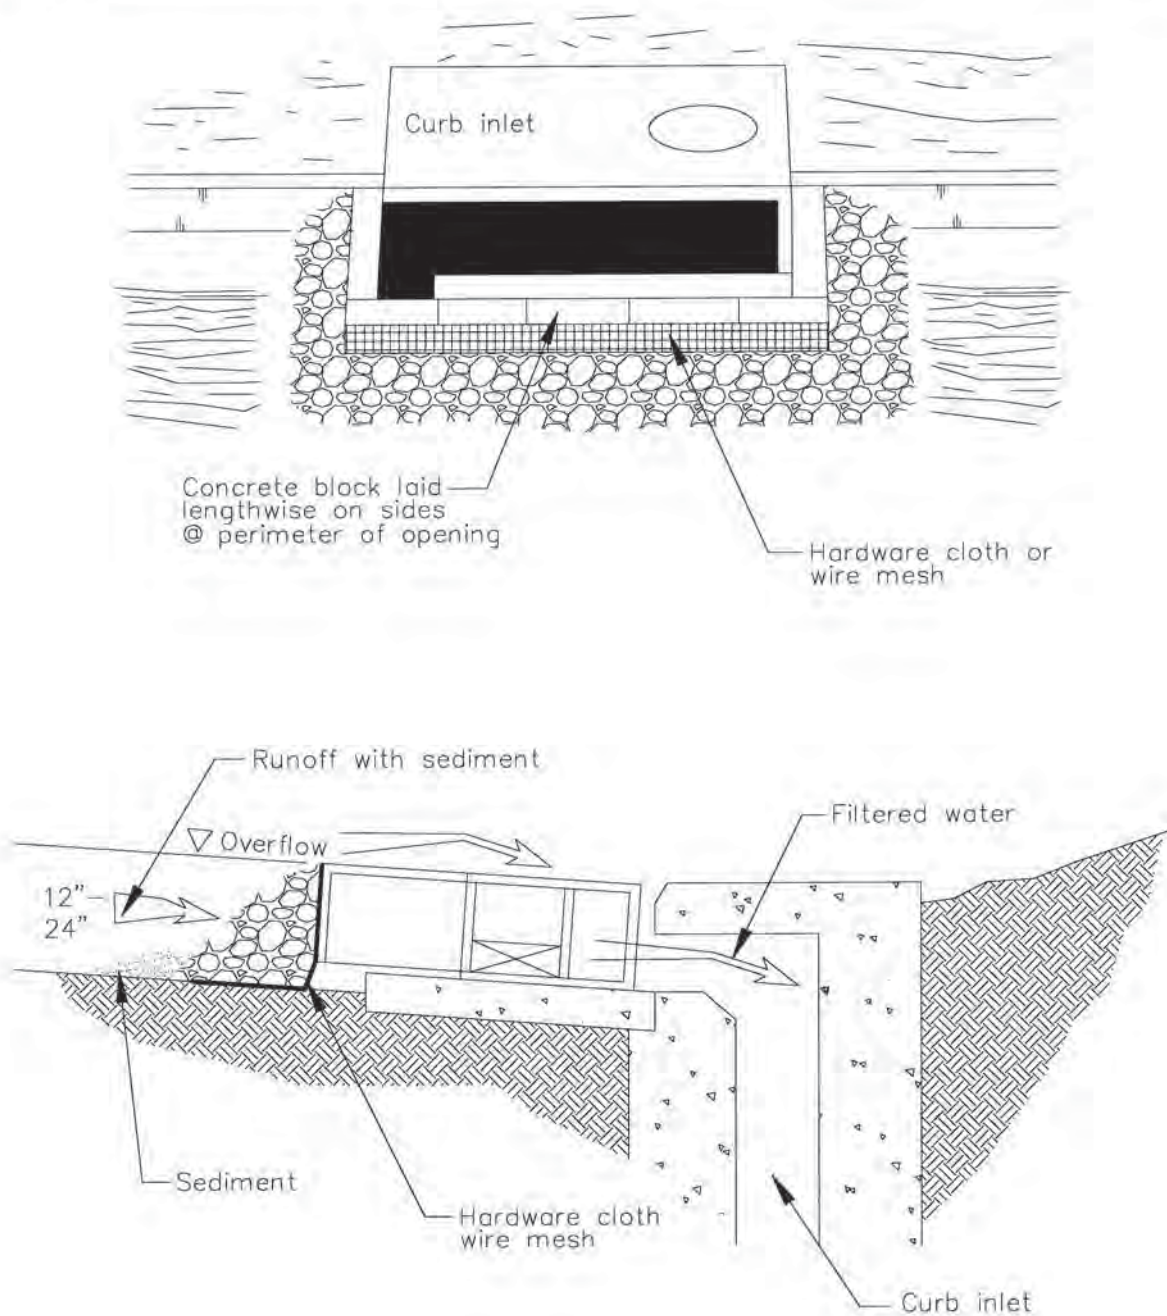 Curb inlet
Concrete block laid
lengthwise on sides
@ perimeter of opening
Hardware cloth or
wire mesh
Runoff with sediment
Overflow
Filtered water
12"
24"
Sediment
Hardware cloth
wire mesh
Curb inlet